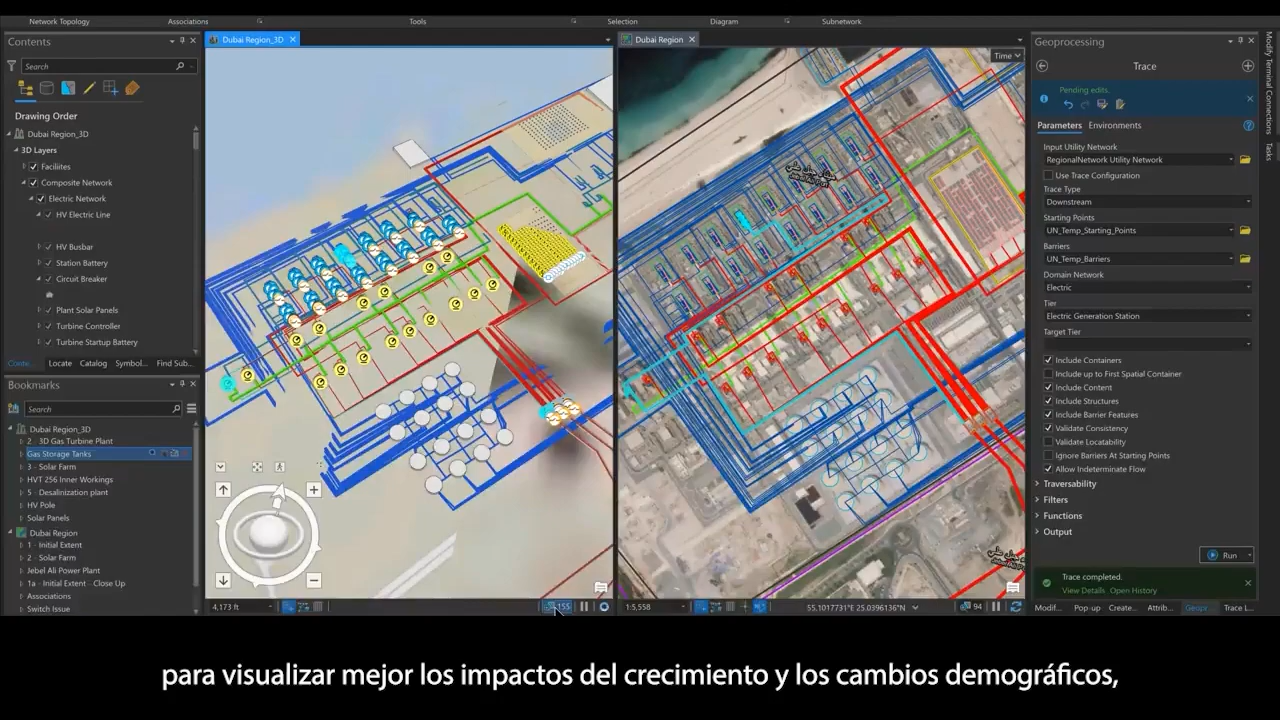 Network Topology
Associations
Tools
Selection
Diagram
Subnetwork
Contents
Search
Drawing Order
Dubai Region_3D
3D Layers
Facilities
Composite Network
Electric Network
HV Electric Line
HV Busbar
Station Battery
Circuit Breaker
Plant Solar Panels
Turbine Controller
Turbine Startup Battery
Conte... Locate Catalog Symbol... Find Sub...
Bookmarks
Search
Dubai Region_3D
2 - 3D Gas Turbine Plant
Gas Storage Tanks
3 - Solar Farm
HVT 256 Inner Workings
5 - Desalinization plant
HV Pole
Solar Panels
Dubai Region
1 - Initial Extent
2 - Solar Farm
Jebel Ali Power Plant
1a - Initial Extent - Close Up
Associations
Switch Issue
Dubai Region_3D
4,173 ft
155
Dubai Region
Time
1:5,558
55.1017731°E 25.0396136°N
94
Geoprocessing
Trace
Pending edits.
Parameters Environments
Input Utility Network
RegionalNetwork Utility Network
Use Trace Configuration
Trace Type
Downstream
Starting Points
UN_Temp_Starting_Points
Barriers
UN_Temp_Barriers
Domain Network
Electric
Tier
Electric Generation Station
Target Tier
Include Containers
Include up to First Spatial Container
Include Content
Include Structures
Include Barrier Features
Validate Consistency
Validate Locatability
Ignore Barriers At Starting Points
Allow Indeterminate Flow
Traversability
Filters
Functions
Output
Run
Trace completed.
View Details Open History
Modif... Pop-up Create... Attrib... Geopr... Trace L...
Modify Terminal Connections
Tasks
para visualizar mejor los impactos del crecimiento y los cambios demográficos,